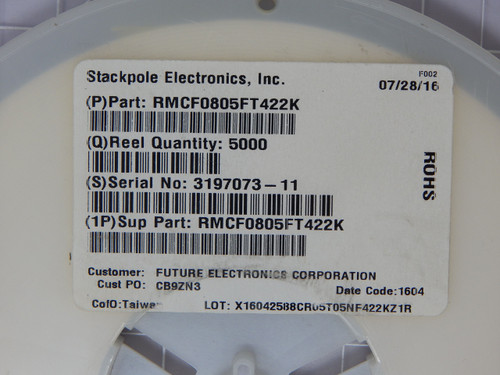 Stackpole Electronics, Inc.
F002
07/28/16
(P)Part: RMCF0805FT422K
(Q)Reel Quantity: 5000
(S)Serial No: 3197073-11
ROHS
(1P)Sup Part: RMCF0805FT422K
Customer: FUTURE ELECTRONICS CORPORATION
Cust PO: CB9ZN3
Date Code:1604
CofO:Taiwan
LOT: X16042588CR05T05NF422KZ1R